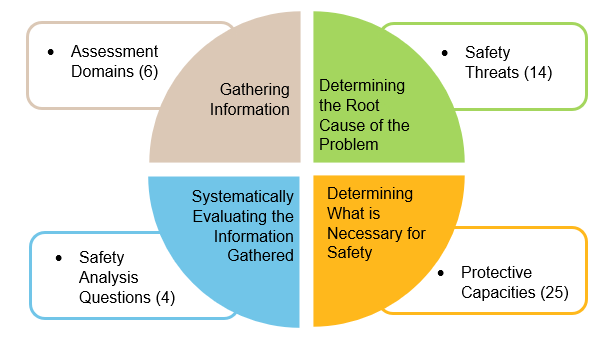 • Assessment
Domains (6)
Gathering
Information
Determining
the Root
Cause of the
Problem
• Safety
Threats (14)
• Safety
Analysis
Questions (4)
Systematically
Evaluating the
Information
Gathered
Determining
What is
Necessary for
Safety
• Protective
Capacities (25)